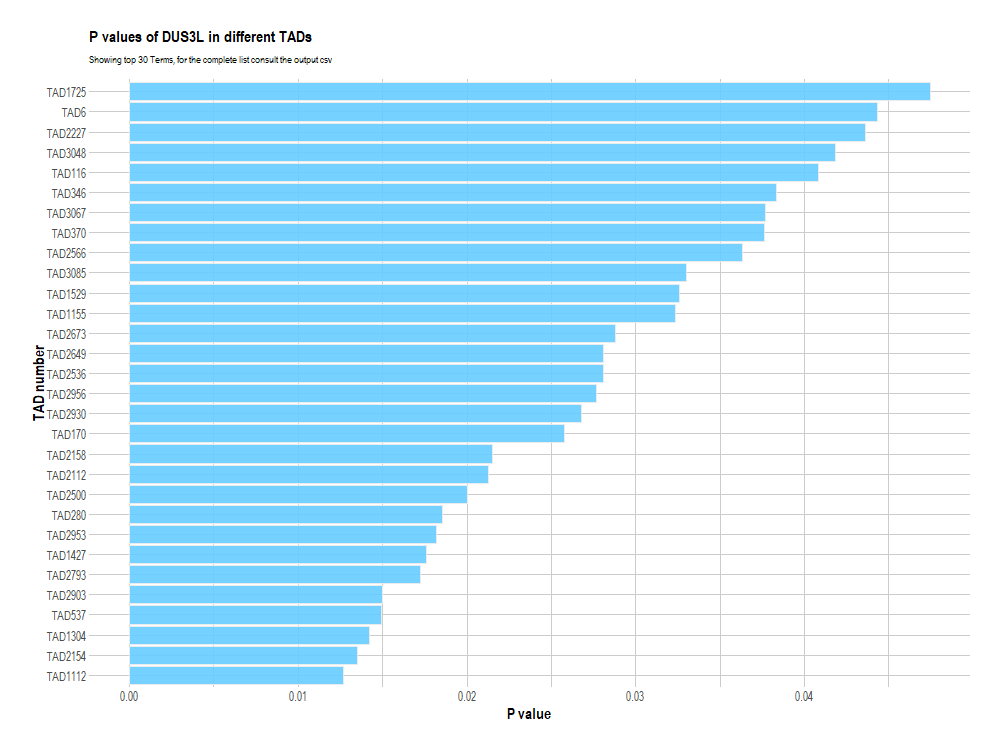 P values of DUS3L in different TADs
Showing top 30 Terms, for the complete list consult the output csv
TAD number
TAD1725
TAD6
TAD2227
TAD3048
TAD116
TAD346
TAD3067
TAD370
TAD2566
TAD3085
TAD1529
TAD1155
TAD2673
TAD2649
TAD2536
TAD2956
TAD2930
TAD170
TAD2158
TAD2112
TAD2500
TAD280
TAD2953
TAD1427
TAD2793
TAD2903
TAD537
TAD1304
TAD2154
TAD1112
0.00 0.01 0.02 0.03 0.04
P value